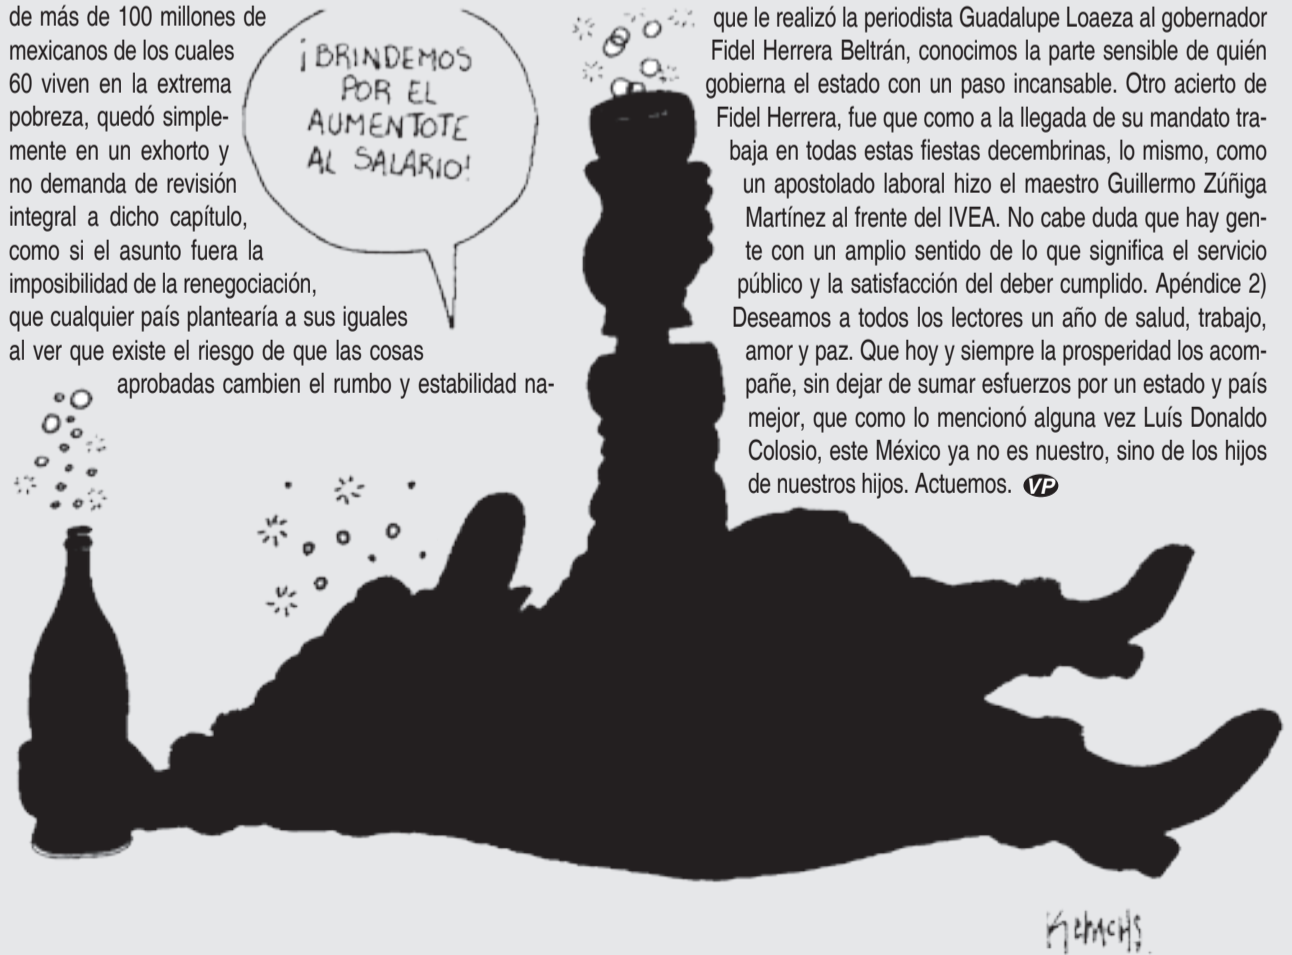 de más de 100 millones de
mexicanos de los cuales
60 viven en la extrema
pobreza, quedó simple-
mente en un exhorto y
no demanda de revisión
integral a dicho capítulo,
como si el asunto fuera la
imposibilidad de la renegociación,
que cualquier país plantearía a sus iguales
al ver que existe el riesgo de que las cosas
aprobadas cambien el rumbo y estabilidad na-
¡BRINDEMOS
POR EL
AUMENTOTE
AL SALARIO!
que le realizó la periodista Guadalupe Loaeza al gobernador
Fidel Herrera Beltrán, conocimos la parte sensible de quién
gobierna el estado con un paso incansable. Otro acierto de
Fidel Herrera, fue que como a la llegada de su mandato tra-
baja en todas estas fiestas decembrinas, lo mismo, como
un apostolado laboral hizo el maestro Guillermo Zúñiga
Martínez al frente del IVEA. No cabe duda que hay gen-
te con un amplio sentido de lo que significa el servicio
público y la satisfacción del deber cumplido. Apéndice 2)
Deseamos a todos los lectores un año de salud, trabajo,
amor y paz. Que hoy y siempre la prosperidad los acom-
pañe, sin dejar de sumar esfuerzos por un estado y país
mejor, que como lo mencionó alguna vez Luís Donaldo
Colosio, este México ya no es nuestro, sino de los hijos
de nuestros hijos. Actuemos. VP